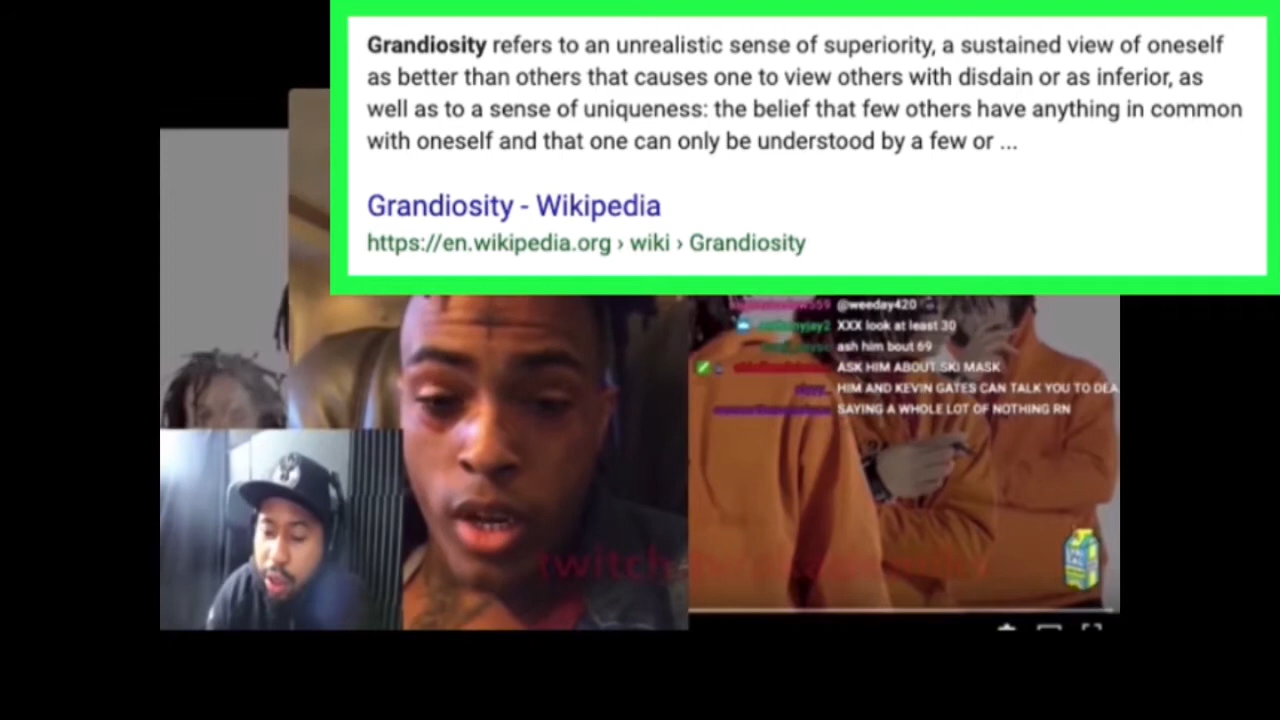 Grandiosity refers to an unrealistic sense of superiority, a sustained view of oneself
as better than others that causes one to view others with disdain or as inferior, as
well as to a sense of uniqueness: the belief that few others have anything in common
with oneself and that one can only be understood by a few or ...
Grandiosity - Wikipedia
https://en.wikipedia.org › wiki › Grandiosity
@weeday420
XXX look at least 30
ash him bout 69
ASK HIM ABOUT SKI MASK
HIM AND KEVIN GATES CAN TALK YOU TO DEA
SAYING A WHOLE LOT OF NOTHING RN
twitch